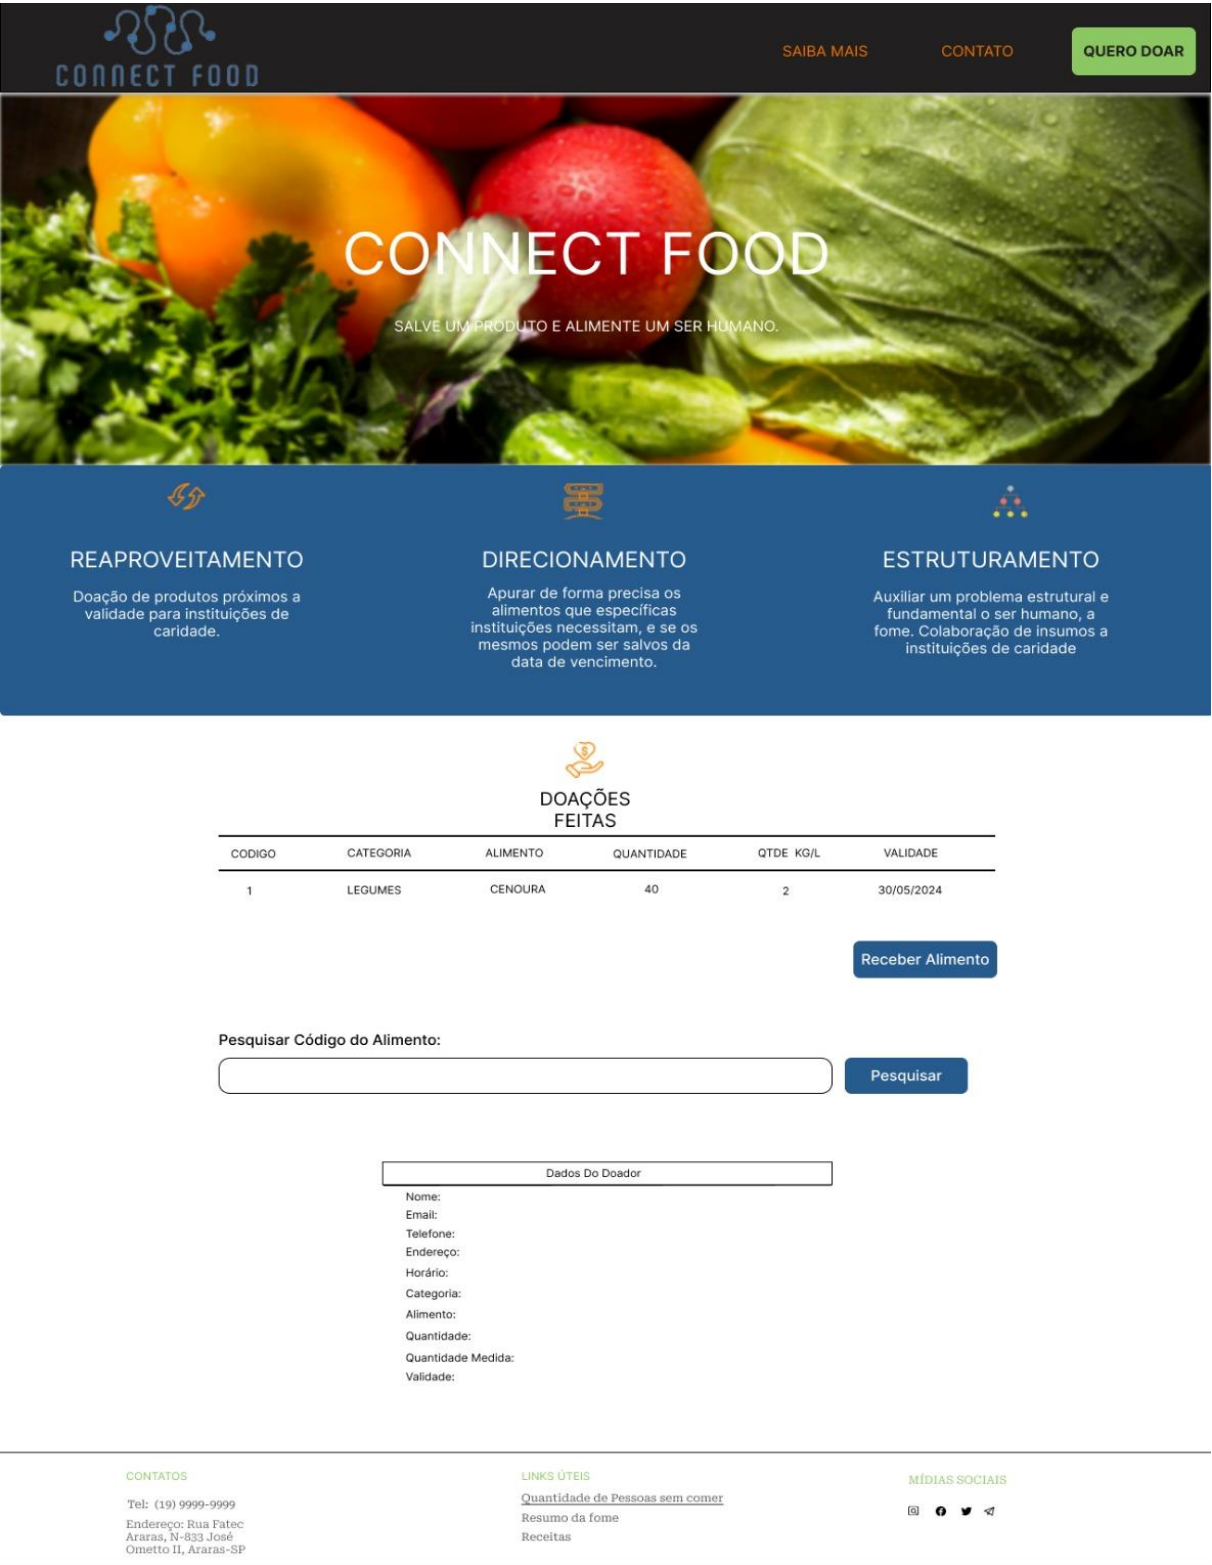 CONNECT FOOD
SAIBA MAIS
CONTATO
QUERO DOAR
CONNECT FOOD
SALVE UM PRODUTO E ALIMENTE UM SER HUMANO.
REAPROVEITAMENTO
Doação de produtos próximos a
validade para instituições de
caridade.
DIRECIONAMENTO
Apurar de forma precisa os
alimentos que específicas
instituições necessitam, e se os
mesmos podem ser salvos da
data de vencimento.
ESTRUTURAMENTO
Auxiliar um problema estrutural e
fundamental o ser humano, a
fome. Colaboração de insumos a
instituições de caridade
DOAÇÕES
FEITAS
CODIGO CATEGORIA ALIMENTO QUANTIDADE QTDE KG/L VALIDADE
1 LEGUMES CENOURA 40 2 30/05/2024
Receber Alimento
Pesquisar Código do Alimento:
Pesquisar
Dados Do Doador
Nome:
Email:
Telefone:
Endereço:
Horário:
Categoria:
Alimento:
Quantidade:
Quantidade Medida:
Validade:
CONTATOS
Tel: (19) 9999-9999
Endereço: Rua Fatec
Araras, N-833 José
Ometto II, Araras-SP
LINKS ÚTEIS
Quantidade de Pessoas sem comer
Resumo da fome
Receitas
MÍDIAS SOCIAIS